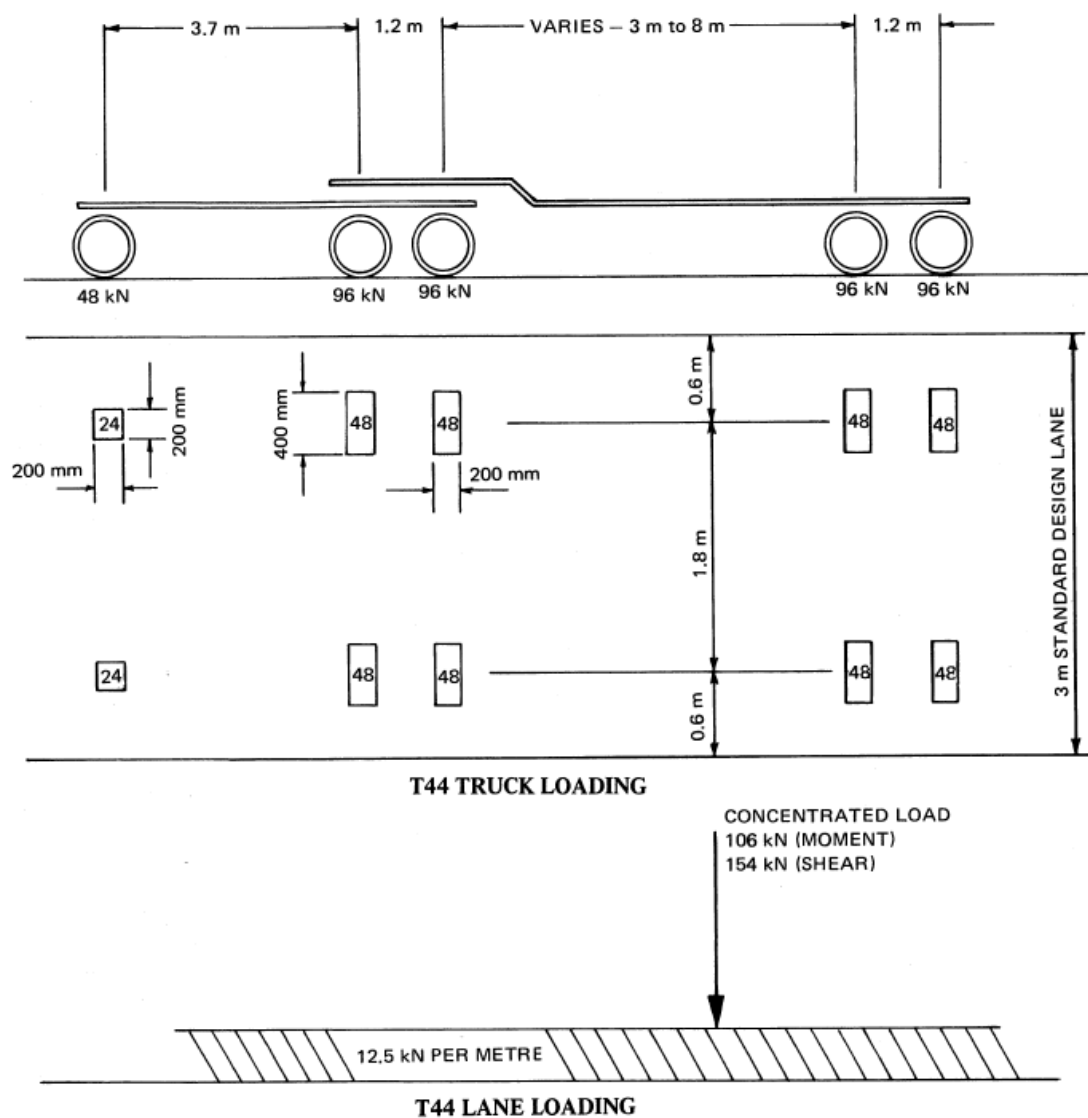 3.7 m
1.2 m
VARIES – 3 m to 8 m
1.2 m
48 kN
96 kN
96 kN
96 kN
96 kN
24
200 mm
200 mm
400 mm
48
48
200 mm
0.6 m
48
48
1.8 m
3 m STANDARD DESIGN LANE
24
48
48
0.6 m
48
48
T44 TRUCK LOADING
CONCENTRATED LOAD
106 kN (MOMENT)
154 kN (SHEAR)
12,5 kN PER METRE
T44 LANE LOADING